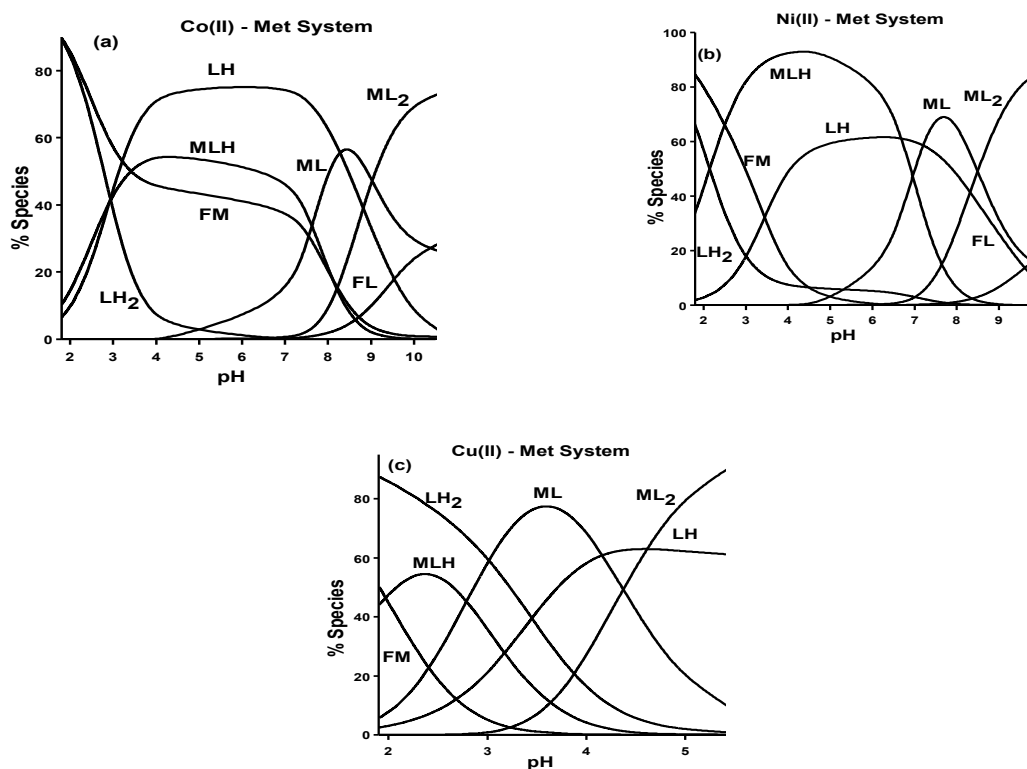 Co(II) - Met System
(a)
% Species
80
60
40
20
0
2 3 4 5 6 7 8 9 10
pH
LH
MLH
FM
LH2
ML
ML2
FL
Ni(II) - Met System
(b)
% Species
100
80
60
40
20
0
2 3 4 5 6 7 8 9
pH
MLH
LH
FM
LH2
ML
ML2
FL
Cu(II) - Met System
(c)
% Species
80
60
40
20
0
2 3 4 5
pH
LH2
MLH
FM
ML
ML2
LH